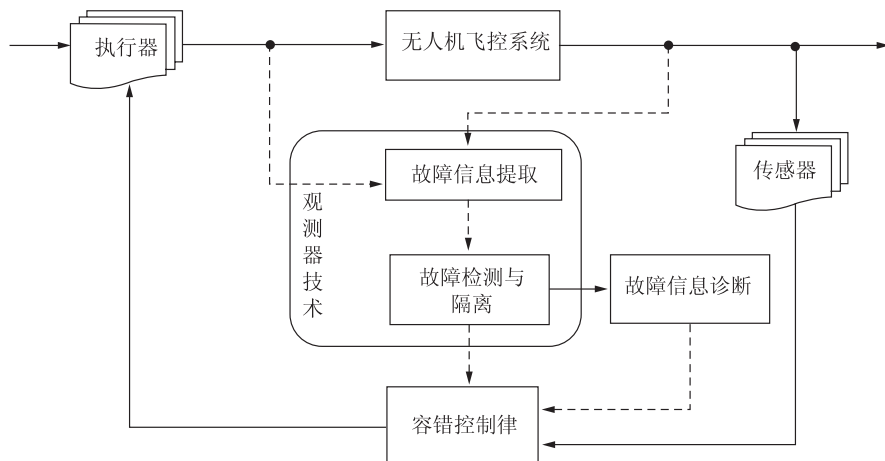 执行器
无人机飞控系统
故障信息提取
传感器
观测器技术
故障检测与
隔离
故障信息诊断
容错控制律